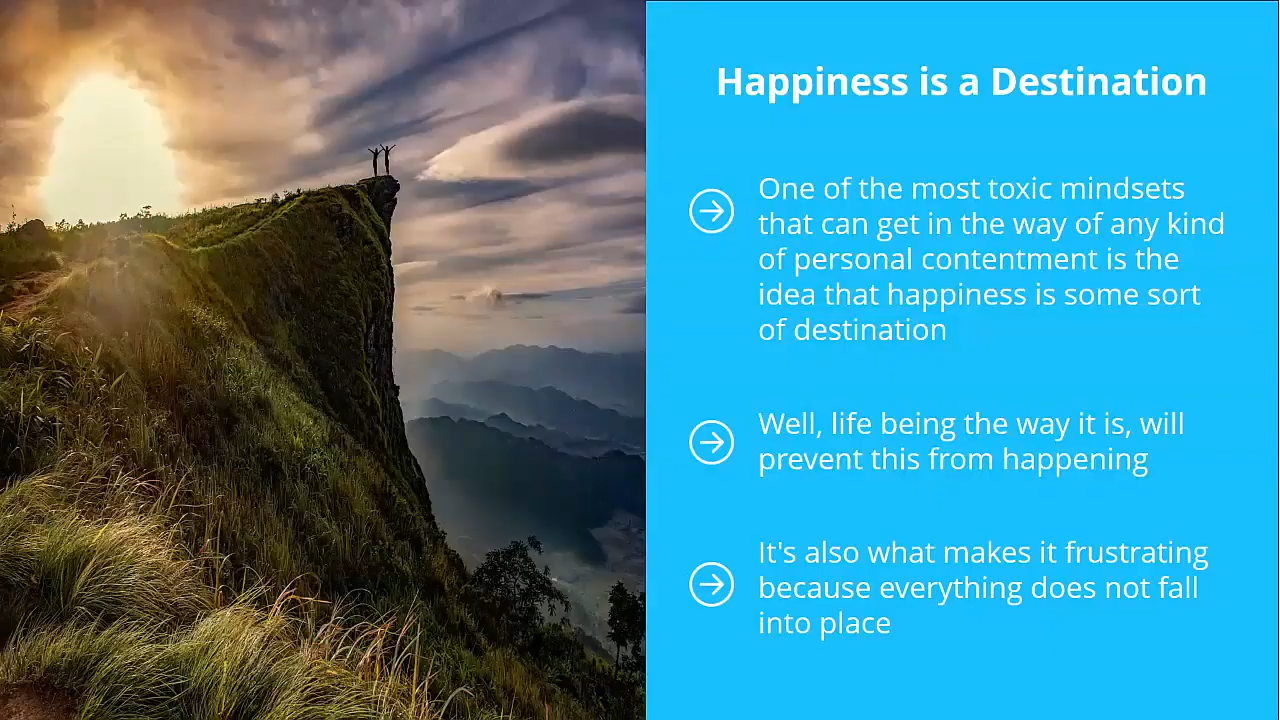 Happiness is a Destination
One of the most toxic mindsets
that can get in the way of any kind
of personal contentment is the
idea that happiness is some sort
of destination
Well, life being the way it is, will
prevent this from happening
It's also what makes it frustrating
because everything does not fall
into place